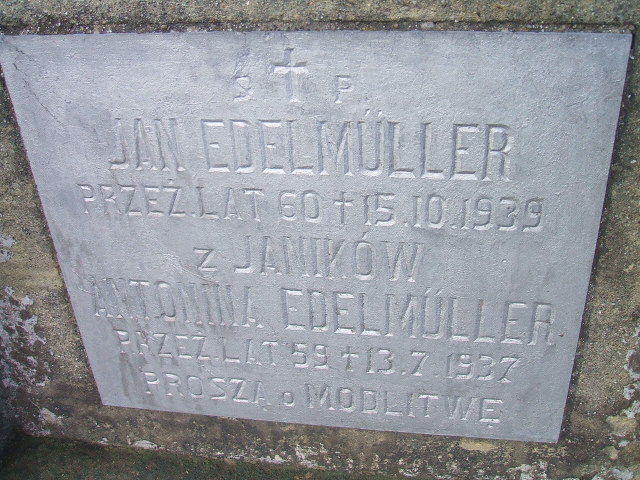 Ś † P
JAN EDELMÜLLER
PRZEŻ. LAT 60 † 15.10.1939
z JANIKÓW
ANTONINA EDELMÜLLER
PRZEŻ. LAT 59 † 13.7.1937
PROSZĄ o MODLITWĘ